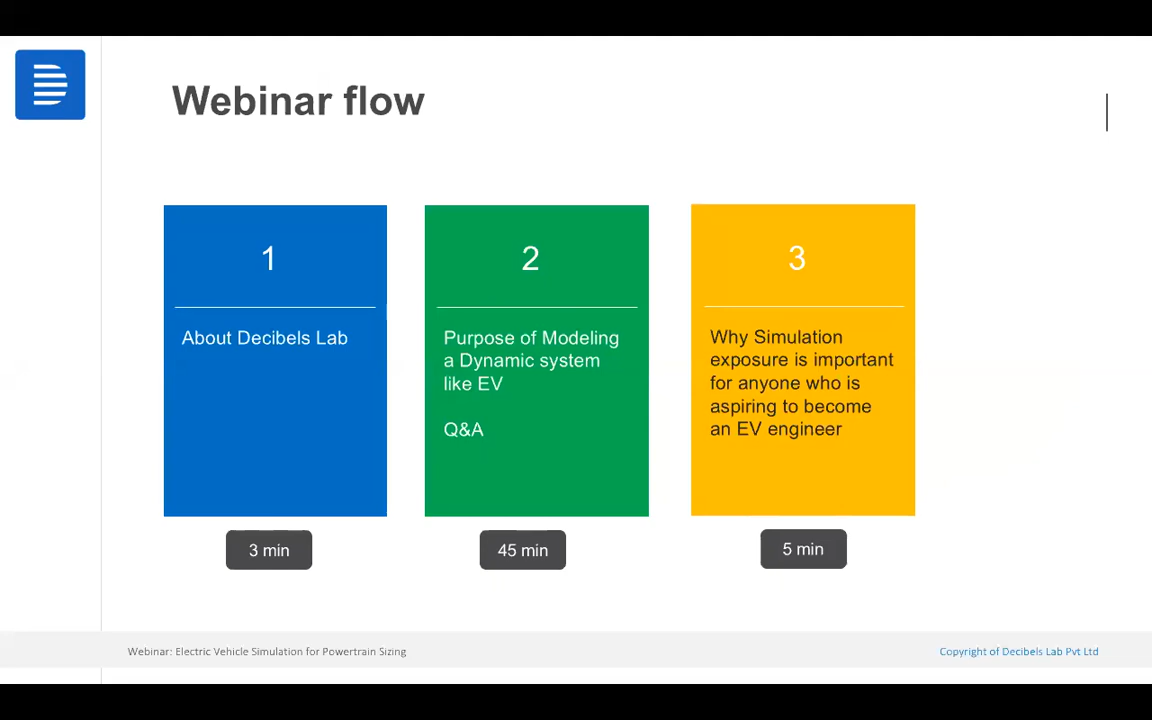 Webinar flow
1
About Decibels Lab
3 min
2
Purpose of Modeling
a Dynamic system
like EV
Q&A
45 min
3
Why Simulation
exposure is important
for anyone who is
aspiring to become
an EV engineer
5 min
Webinar: Electric Vehicle Simulation for Powertrain Sizing
Copyright of Decibels Lab Pvt Ltd